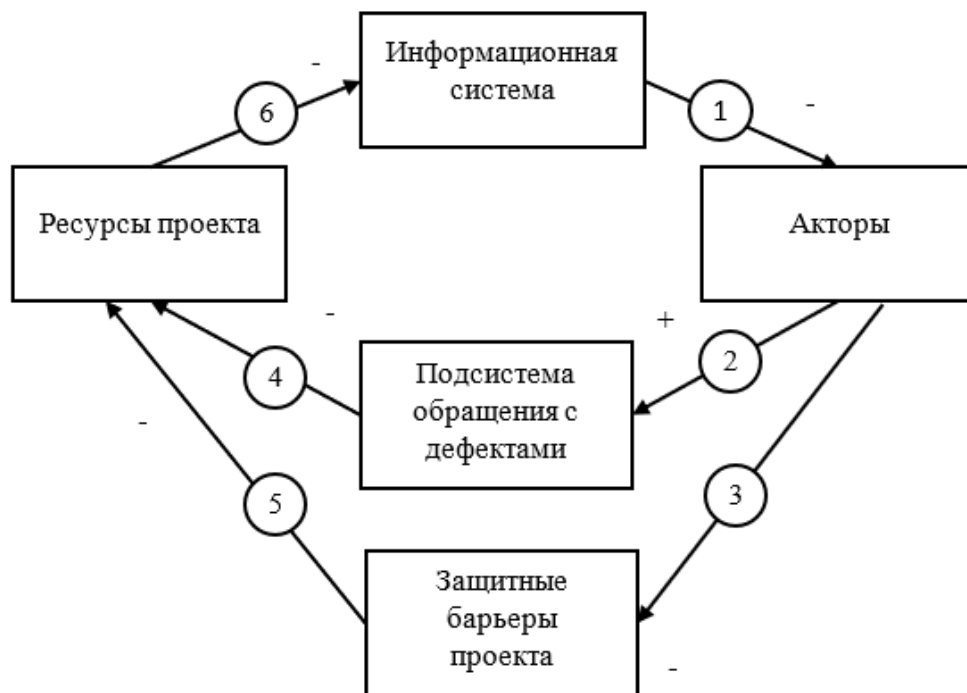 Информационная
система
-
6
1
-
Ресурсы проекта
Акторы
-
+
Подсистема
обращения с
дефектами
4
2
-
5
3
Защитные
барьеры
проекта
-